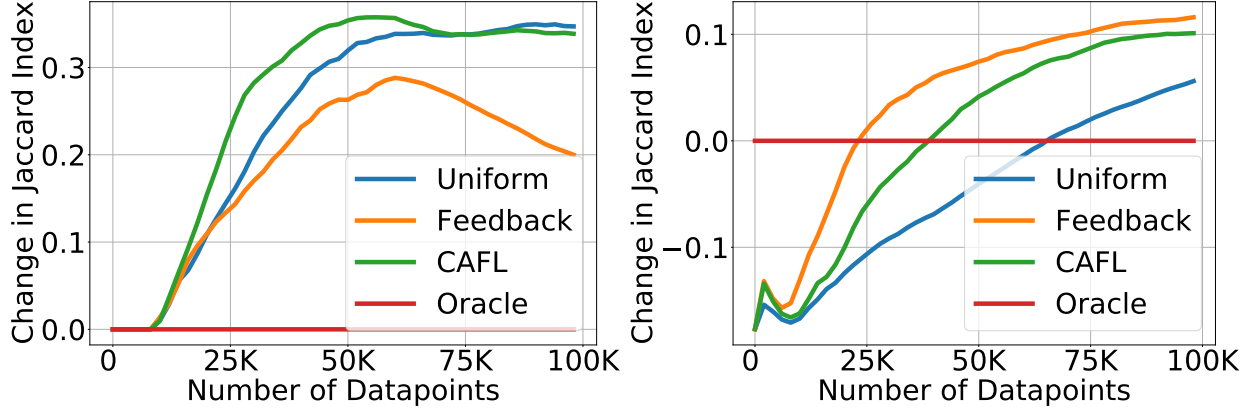 Change in Jaccard Index
0.3
0.2
0.1
0.0
Uniform
Feedback
CAFL
Oracle
0
25K
50K
75K
100K
Number of Datapoints
Change in Jaccard Index
0.1
0.0
−0.1
Uniform
Feedback
CAFL
Oracle
0
25K
50K
75K
100K
Number of Datapoints